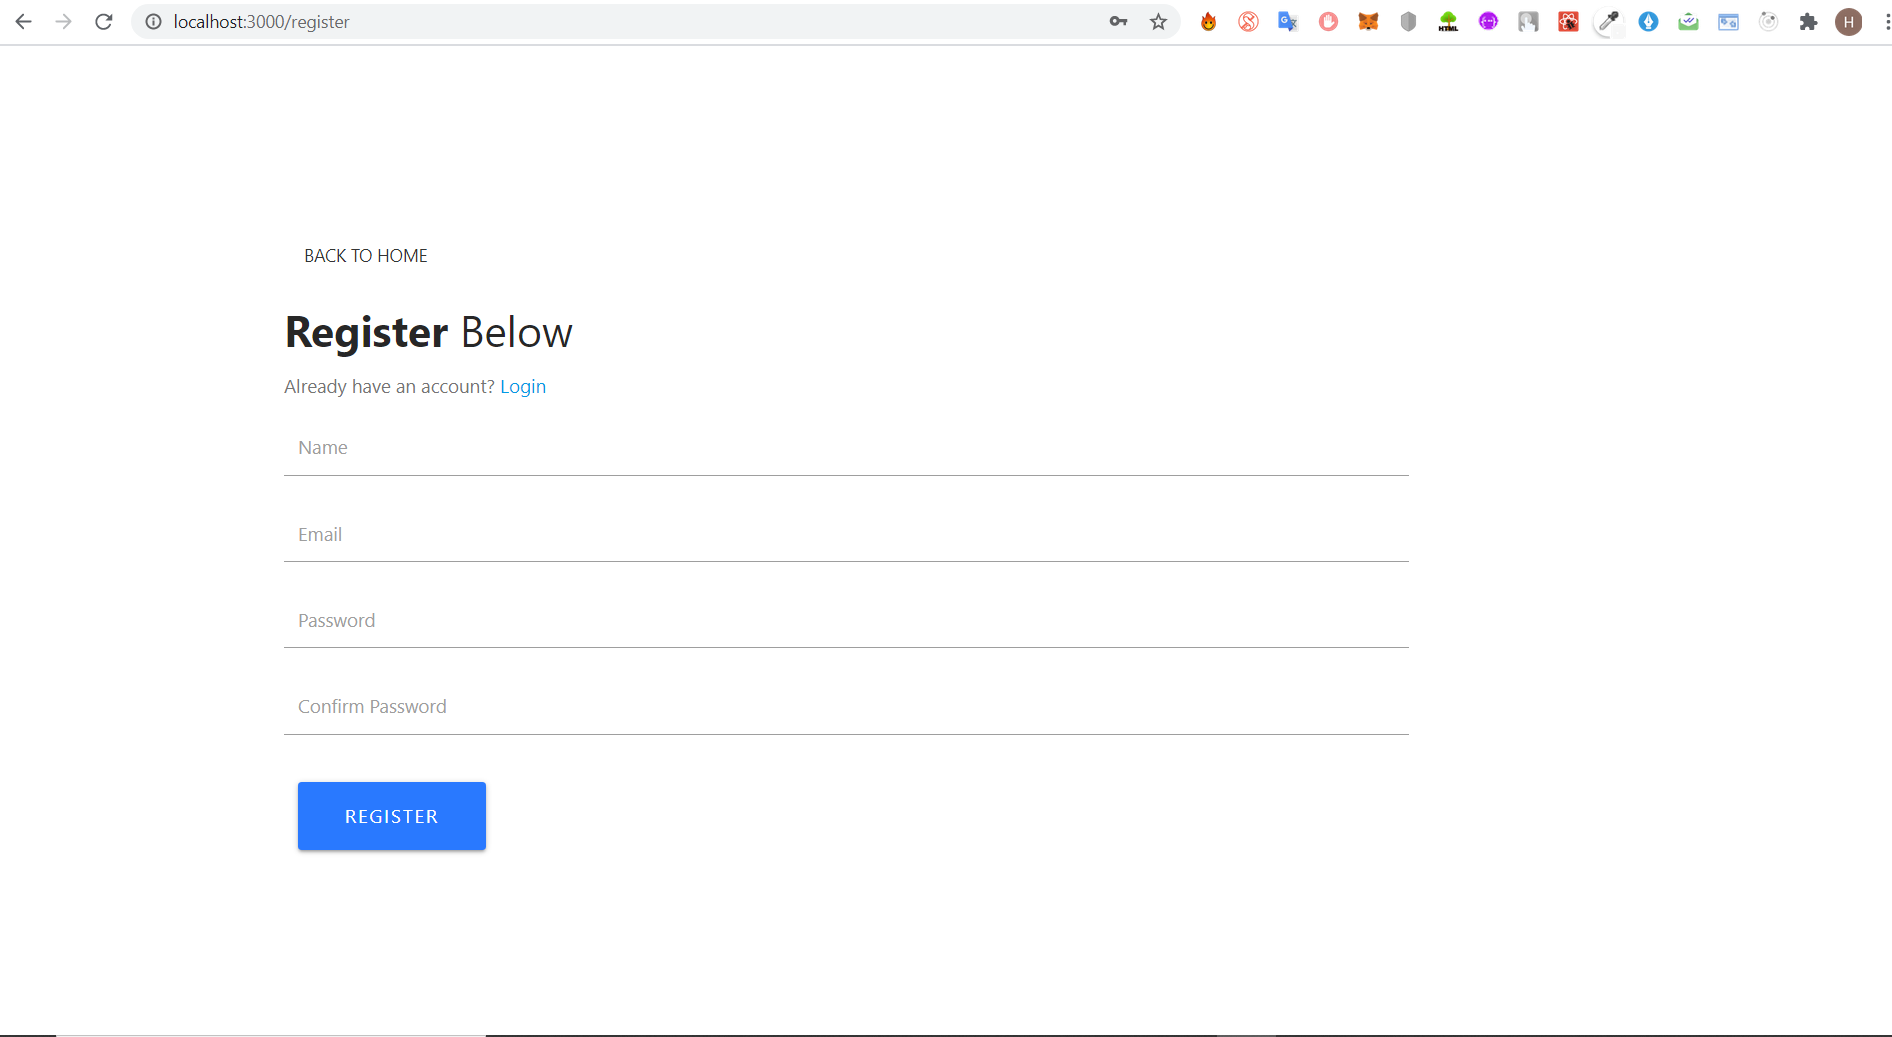 localhost:3000/register
HTML
H
BACK TO HOME
Register Below
Already have an account? Login
Name
Email
Password
Confirm Password
REGISTER